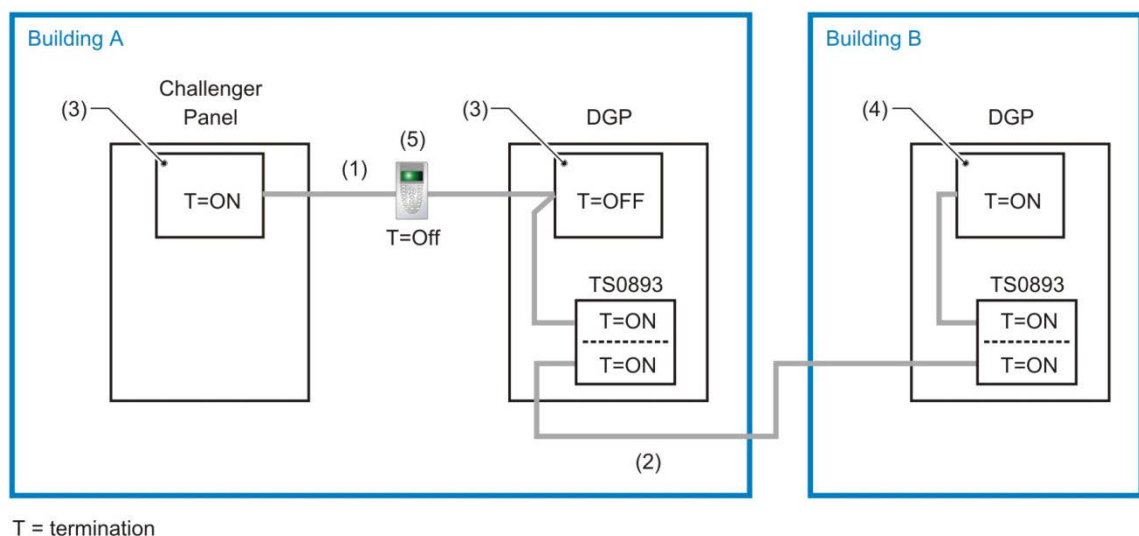 Building A
Building B
Challenger
Panel
(3)
(5)
(3)
DGP
(4)
DGP
(1)
T=ON
T=OFF
T=ON
T=Off
TS0893
TS0893
T=ON
T=ON
T=ON
T=ON
(2)
T = termination